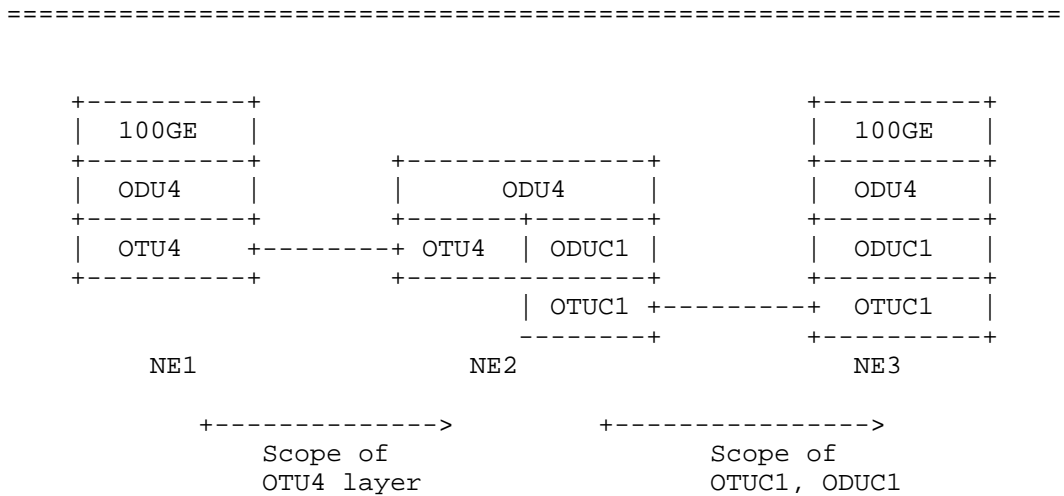 ===================================================================
+----------+                                   +----------+
|  100GE   |                                   |  100GE   |
+----------+         +---------------+         +----------+
|  ODU4    |         |      ODU4     |         |  ODU4    |
+----------+         +-------+-------+         +----------+
|  OTU4    +--------+ OTU4   | ODUC1 |         |  ODUC1   |
+----------+         +---------------+         +----------+
                             | OTUC1 +---------+  OTUC1   |
                             --------+         +----------+
NE1                  NE2                       NE3
+-------------->          +---------------->
Scope of                  Scope of
OTU4 layer                OTUC1, ODUC1